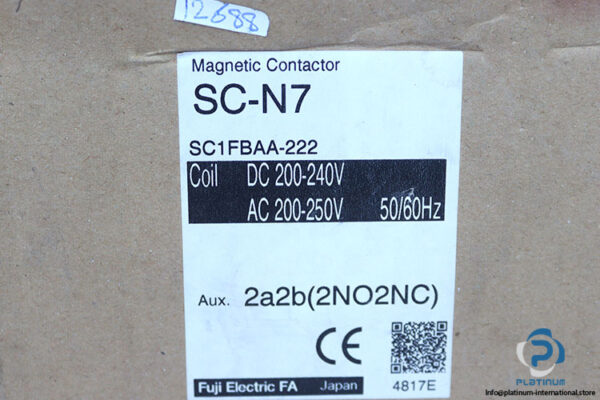 12688
Magnetic Contactor
SC-N7
SC1FBAA-222
Coil DC 200-240V
AC 200-250V 50/60Hz
Aux. 2a2b(2NO2NC)
CE
Fuji Electric FA Japan 4817E
PLATINUM
Info@platinum-international.store